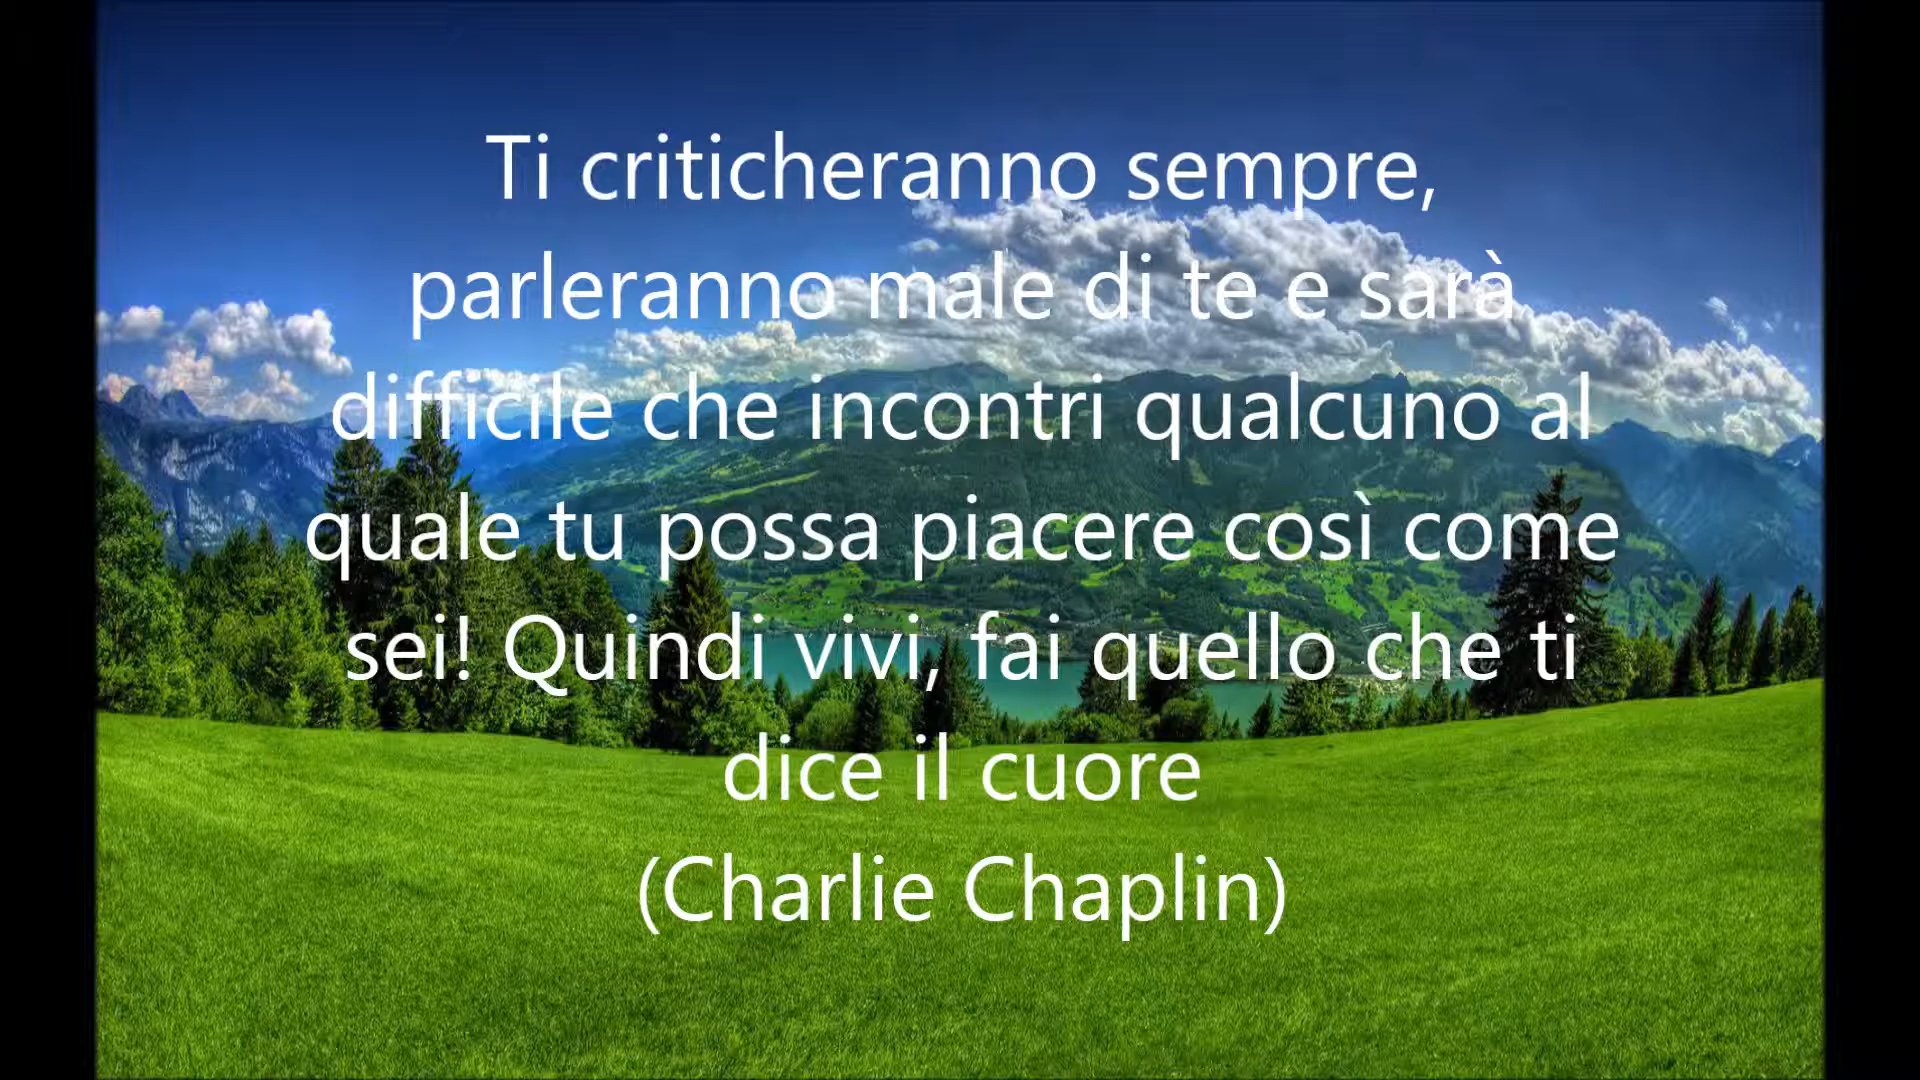 Ti criticheranno sempre,
parleranno male di te e sarà
difficile che incontri qualcuno al
quale tu possa piacere così come
sei! Quindi vivi, fai quello che ti
dice il cuore
(Charlie Chaplin)